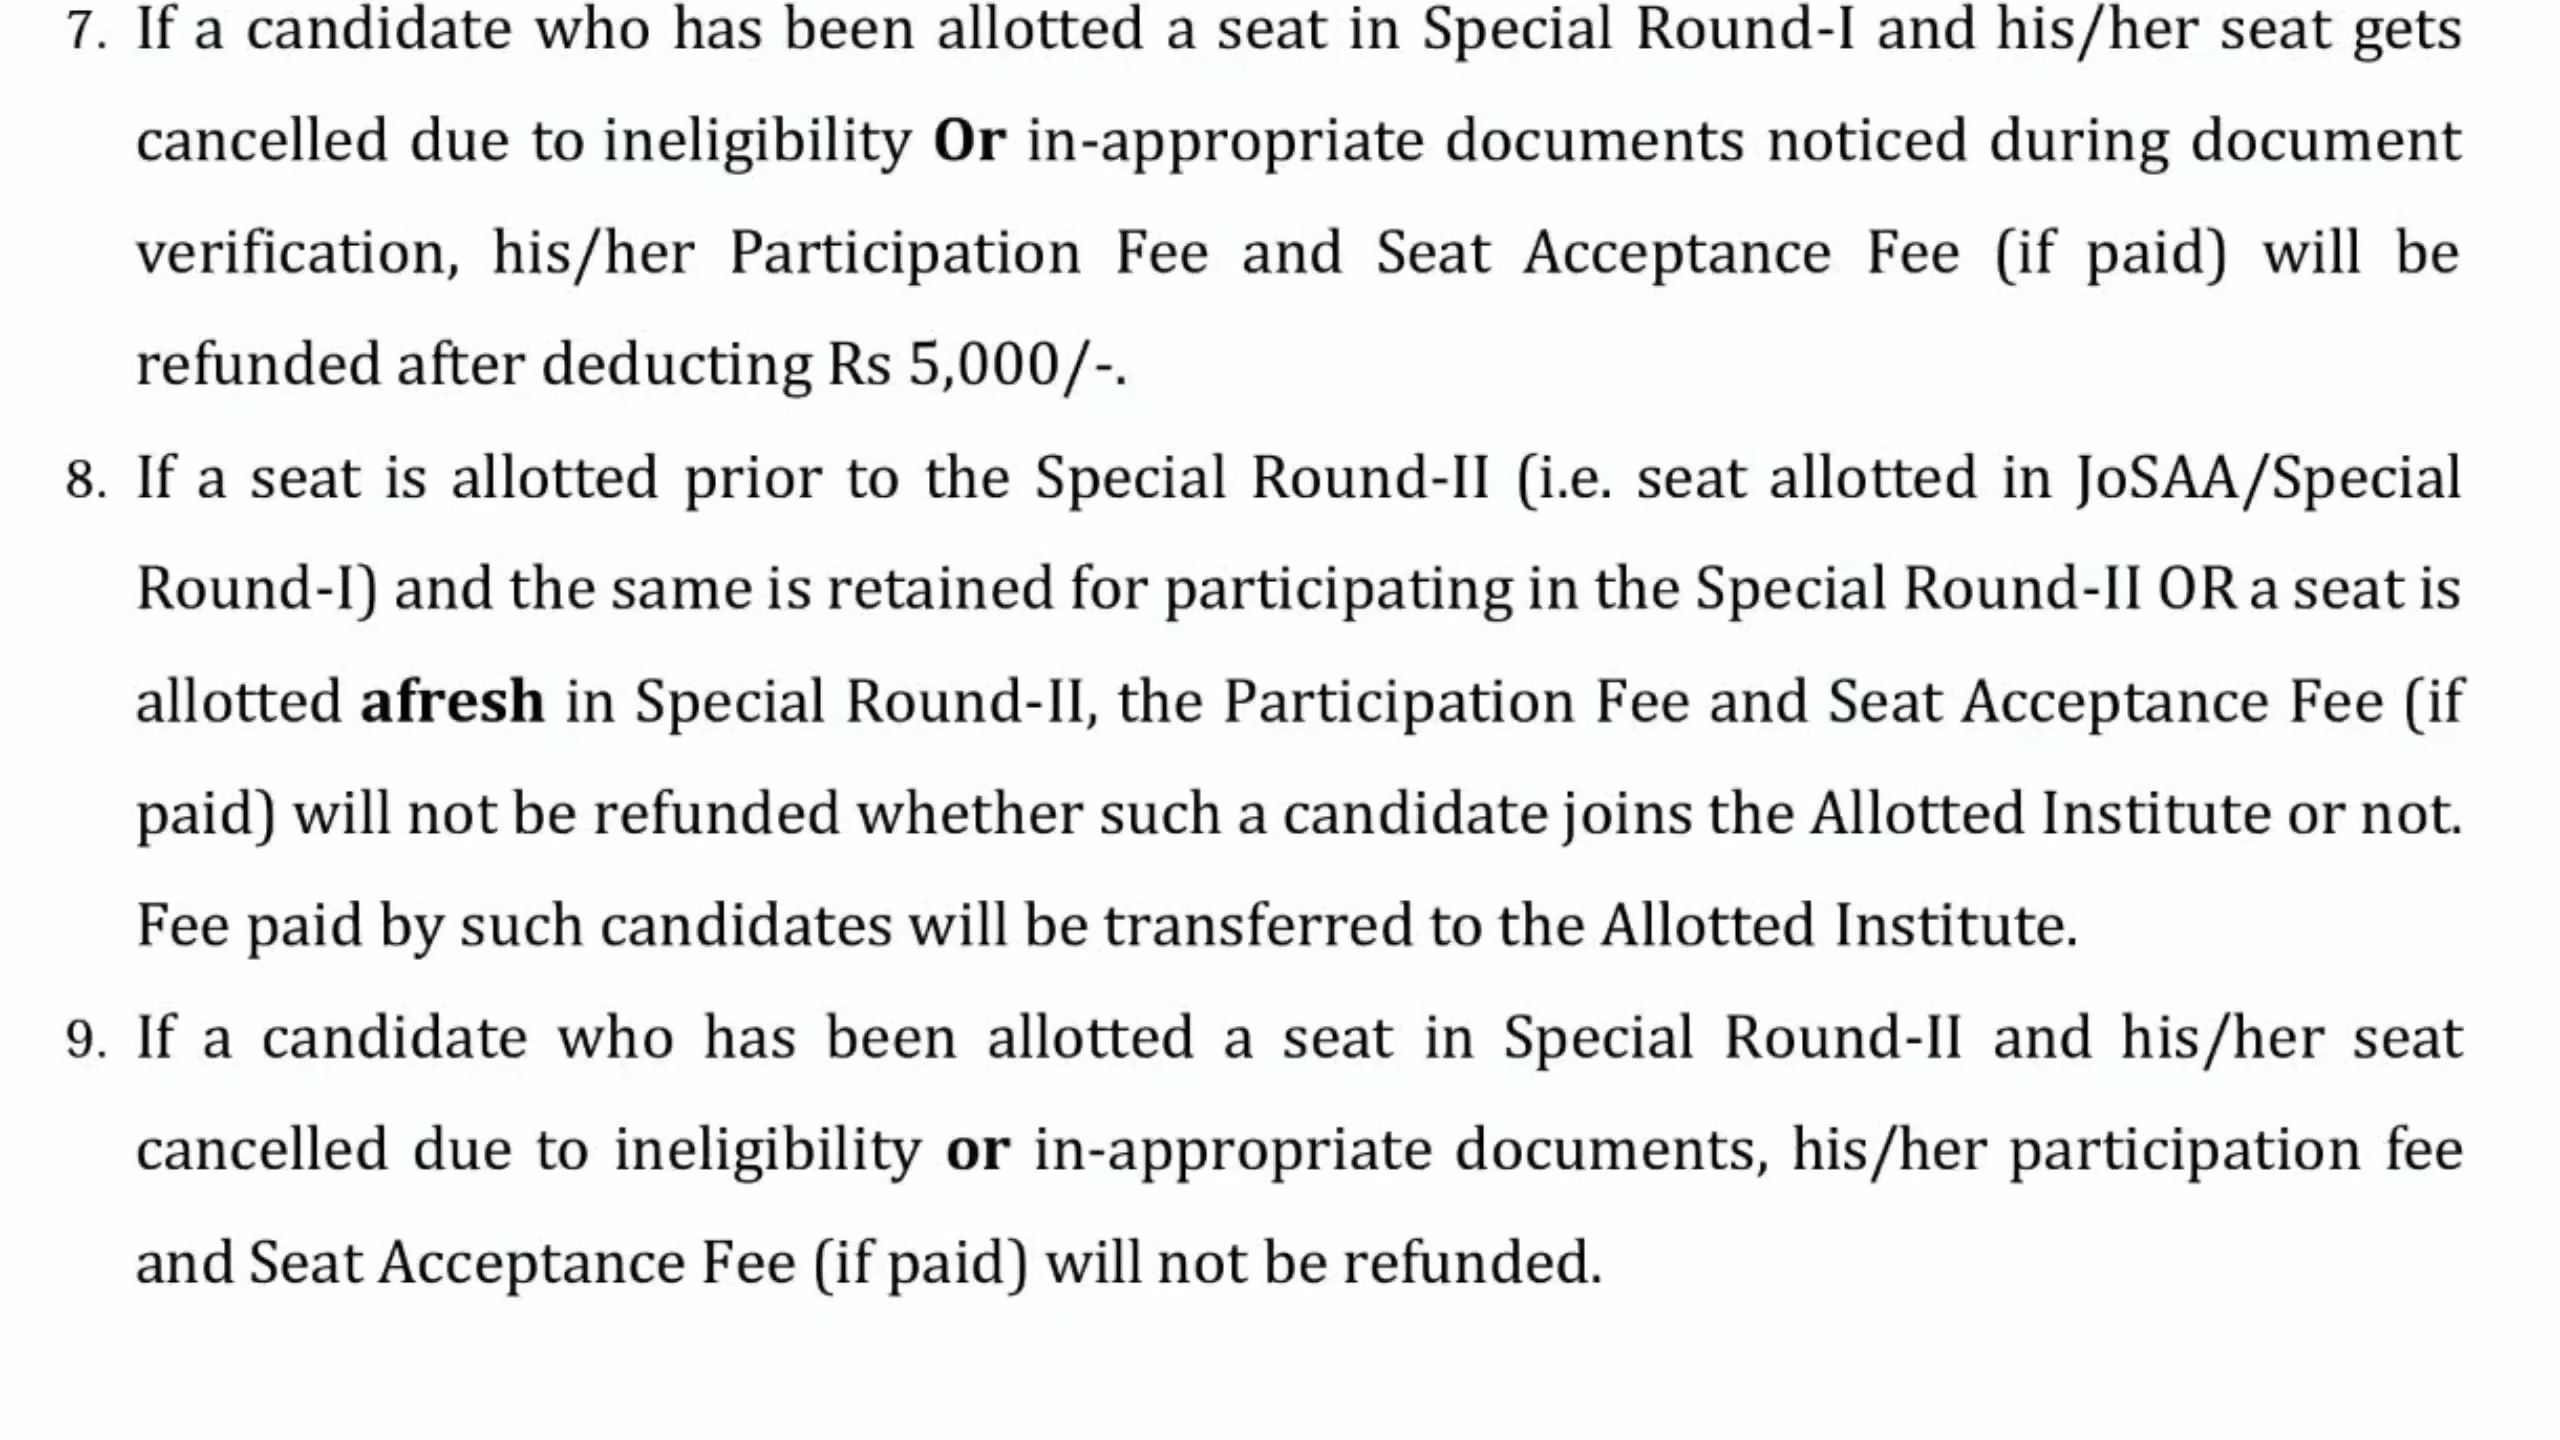 7. If a candidate who has been allotted a seat in Special Round-I and his/her seat gets
cancelled due to ineligibility Or in-appropriate documents noticed during document
verification, his/her Participation Fee and Seat Acceptance Fee (if paid) will be
refunded after deducting Rs 5,000/-.
8. If a seat is allotted prior to the Special Round-II (i.e. seat allotted in JoSAA/Special
Round-I) and the same is retained for participating in the Special Round-II OR a seat is
allotted afresh in Special Round-II, the Participation Fee and Seat Acceptance Fee (if
paid) will not be refunded whether such a candidate joins the Allotted Institute or not.
Fee paid by such candidates will be transferred to the Allotted Institute.
9. If a candidate who has been allotted a seat in Special Round-II and his/her seat
cancelled due to ineligibility or in-appropriate documents, his/her participation fee
and Seat Acceptance Fee (if paid) will not be refunded.